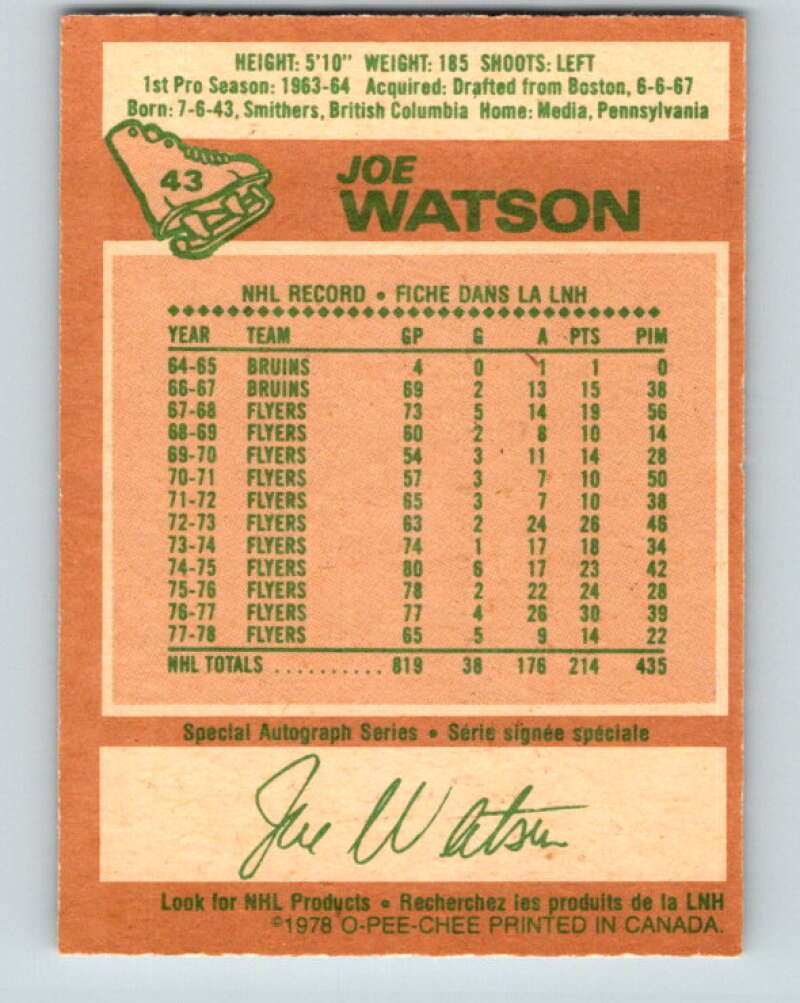 HEIGHT: 5'10" WEIGHT: 185 SHOOTS: LEFT
1st Pro Season: 1963-64 Acquired: Drafted from Boston, 6-6-67
Born: 7-6-43, Smithers, British Columbia Home: Media, Pennsylvania
43
JOE
WATSON
NHL RECORD • FICHE DANS LA LNH
YEAR TEAM GP G A PTS PIM
64-65 BRUINS 4 0 1 1 0
66-67 BRUINS 69 2 13 15 38
67-68 FLYERS 73 5 14 19 56
68-69 FLYERS 60 2 8 10 14
69-70 FLYERS 54 3 11 14 28
70-71 FLYERS 57 3 7 10 50
71-72 FLYERS 65 3 7 10 38
72-73 FLYERS 63 2 24 26 46
73-74 FLYERS 74 1 17 18 34
74-75 FLYERS 80 6 17 23 42
75-76 FLYERS 78 2 22 24 28
76-77 FLYERS 77 4 26 30 39
77-78 FLYERS 65 5 9 14 22
NHL TOTALS .......... 819 38 176 214 435
Special Autograph Series • Série signée spéciale
Joe Watson
Look for NHL Products • Recherchez les produits de la LNH
©1978 O-PEE-CHEE PRINTED IN CANADA.